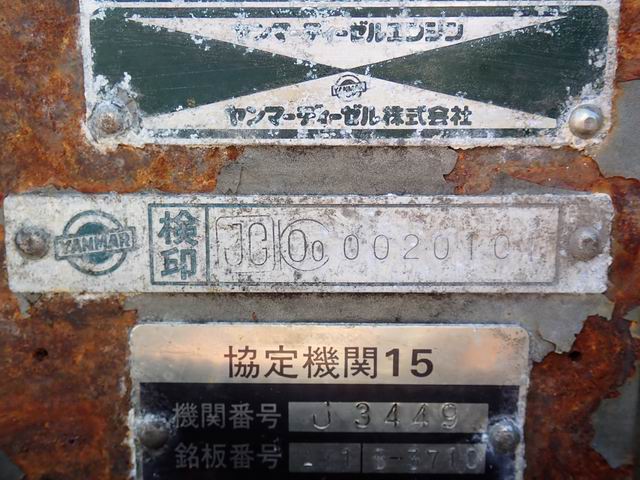 ヤンマーディーゼルエンジン
YANMAR
ヤンマーディーゼル株式会社
YANMAR 検印 JC 002010
協定機関15
機関番号 J3449
銘板番号